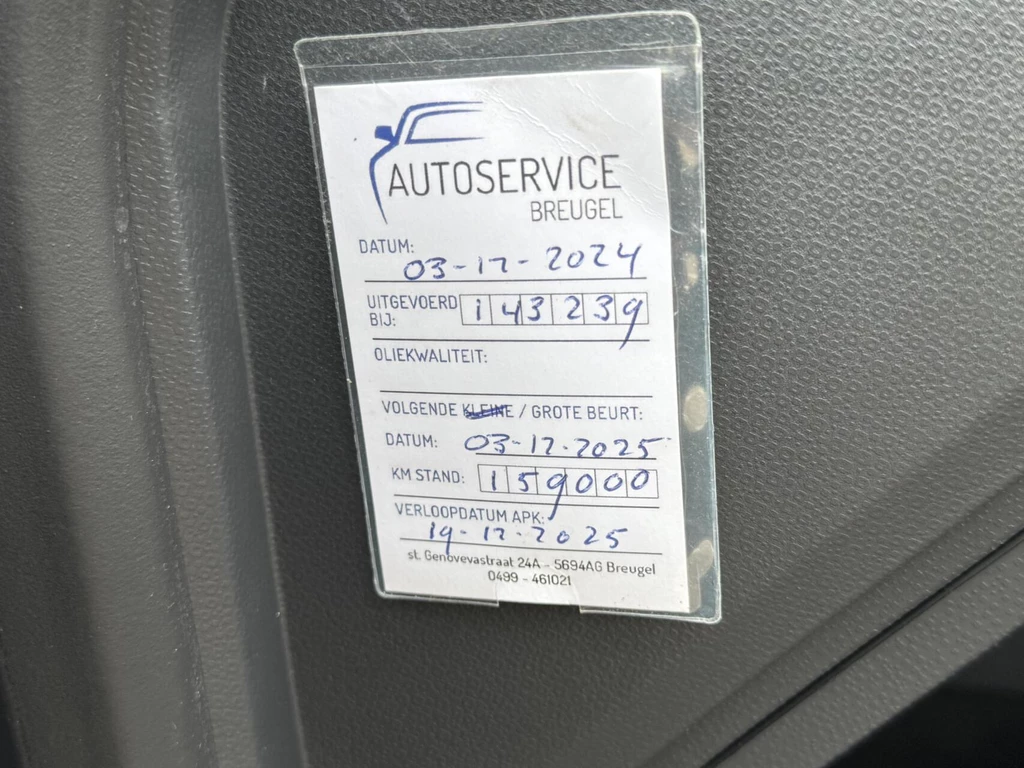 AUTOSERVICE
BREUGEL
DATUM: 03-12-2024
UITGEVOERD BIJ: 143239
OLIEKWALITEIT:
VOLGENDE KLEINE / GROTE BEURT:
DATUM: 03-12-2025
KM STAND: 159000
VERLOOPDATUM APK:
19-12-2025
st. Genovevastraat 24A - 5694AG Breugel
0499 - 461021